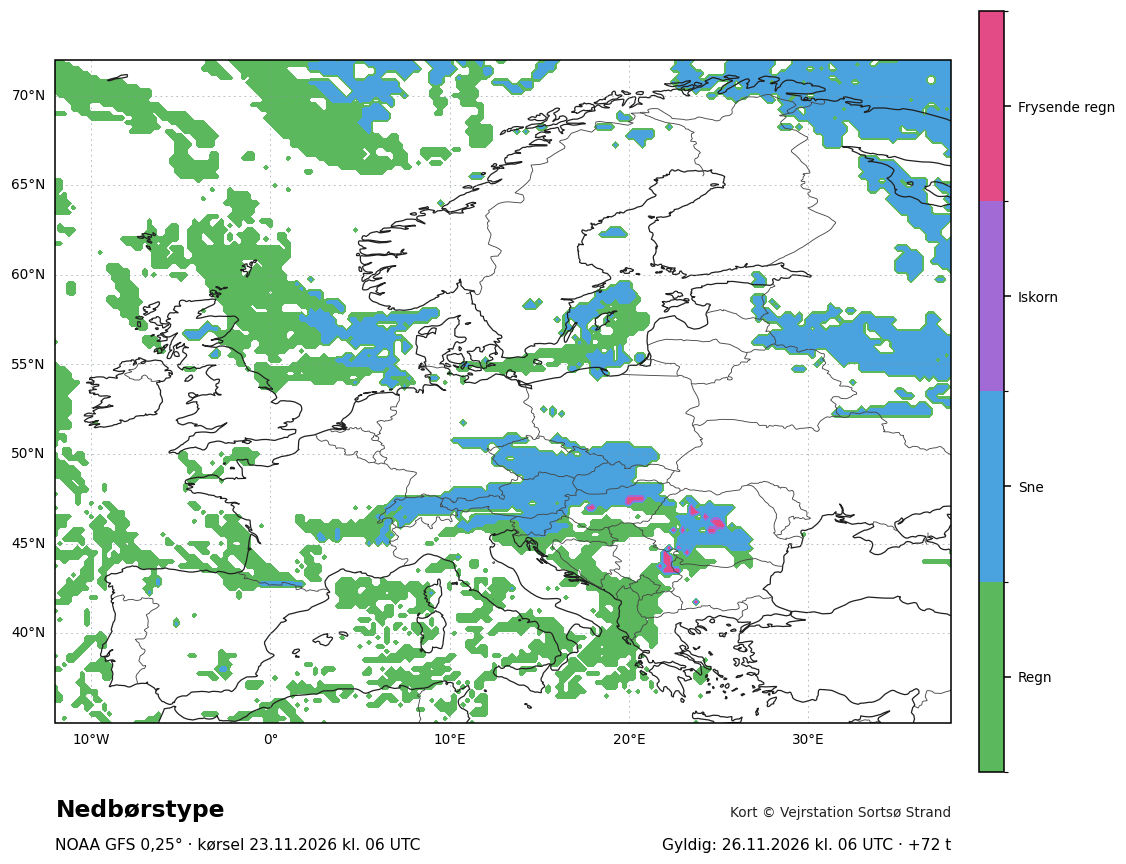 70°N
65°N
60°N
55°N
50°N
45°N
40°N
10°W
0°
10°E
20°E
30°E
Frysende regn
Iskorn
Sne
Regn
Nedbørstype
Kort © Vejrstation Sortsø Strand
NOAA GFS 0,25° · kørsel 23.11.2026 kl. 06 UTC
Gyldig: 26.11.2026 kl. 06 UTC · +72 t